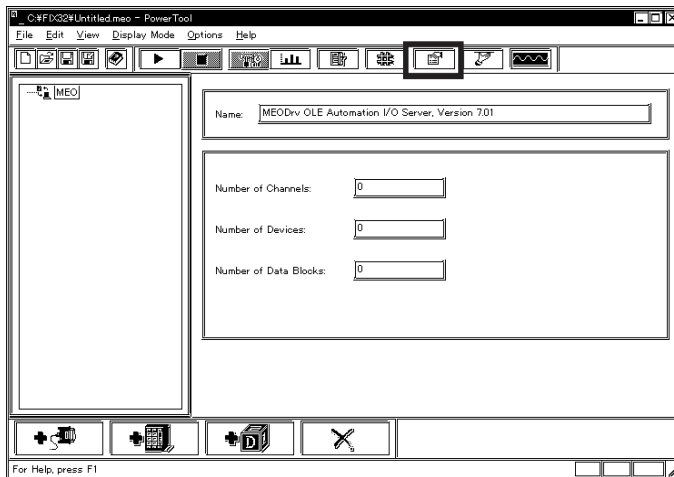 C:¥FIX32¥Untitled.meo - PowerTool
File Edit View Display Mode Options Help
MEO
Name: MEODrv OLE Automation I/O Server, Version 7.01
Number of Channels: 0
Number of Devices: 0
Number of Data Blocks: 0
D
For Help, press F1